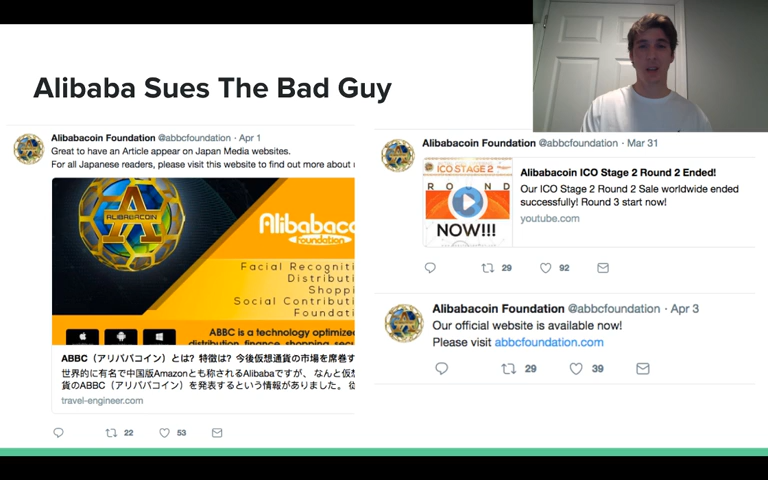 Alibaba Sues The Bad Guy
Alibabacoin Foundation @abbcfoundation · Apr 1
Great to have an Article appear on Japan Media websites.
For all Japanese readers, please visit this website to find out more about
ALIBABACOIN
Alibabaco
foundation
Facial Recogniti
Distributi
Shoppi
Social Contributi
Foundati
ABBC is a technology optimized
distribution, finance, shopping, secu
ABBC（アリババコイン）とは？特徴は？今後仮想通貨の市場を席巻す
世界的に有名で中国版Amazonとも称されるAlibabaですが、なんと仮想
貨のABBC（アリババコイン）を発表するという情報がありました。
travel-engineer.com
22
53
Alibabacoin Foundation @abbcfoundation · Mar 31
ICO STAGE 2
ROUND
NOW!!!
Alibabacoin ICO Stage 2 Round 2 Ended!
Our ICO Stage 2 Round 2 Sale worldwide ended
successfully! Round 3 start now!
youtube.com
29
92
Alibabacoin Foundation @abbcfoundation · Apr 3
Our official website is available now!
Please visit abbcfoundation.com
29
39